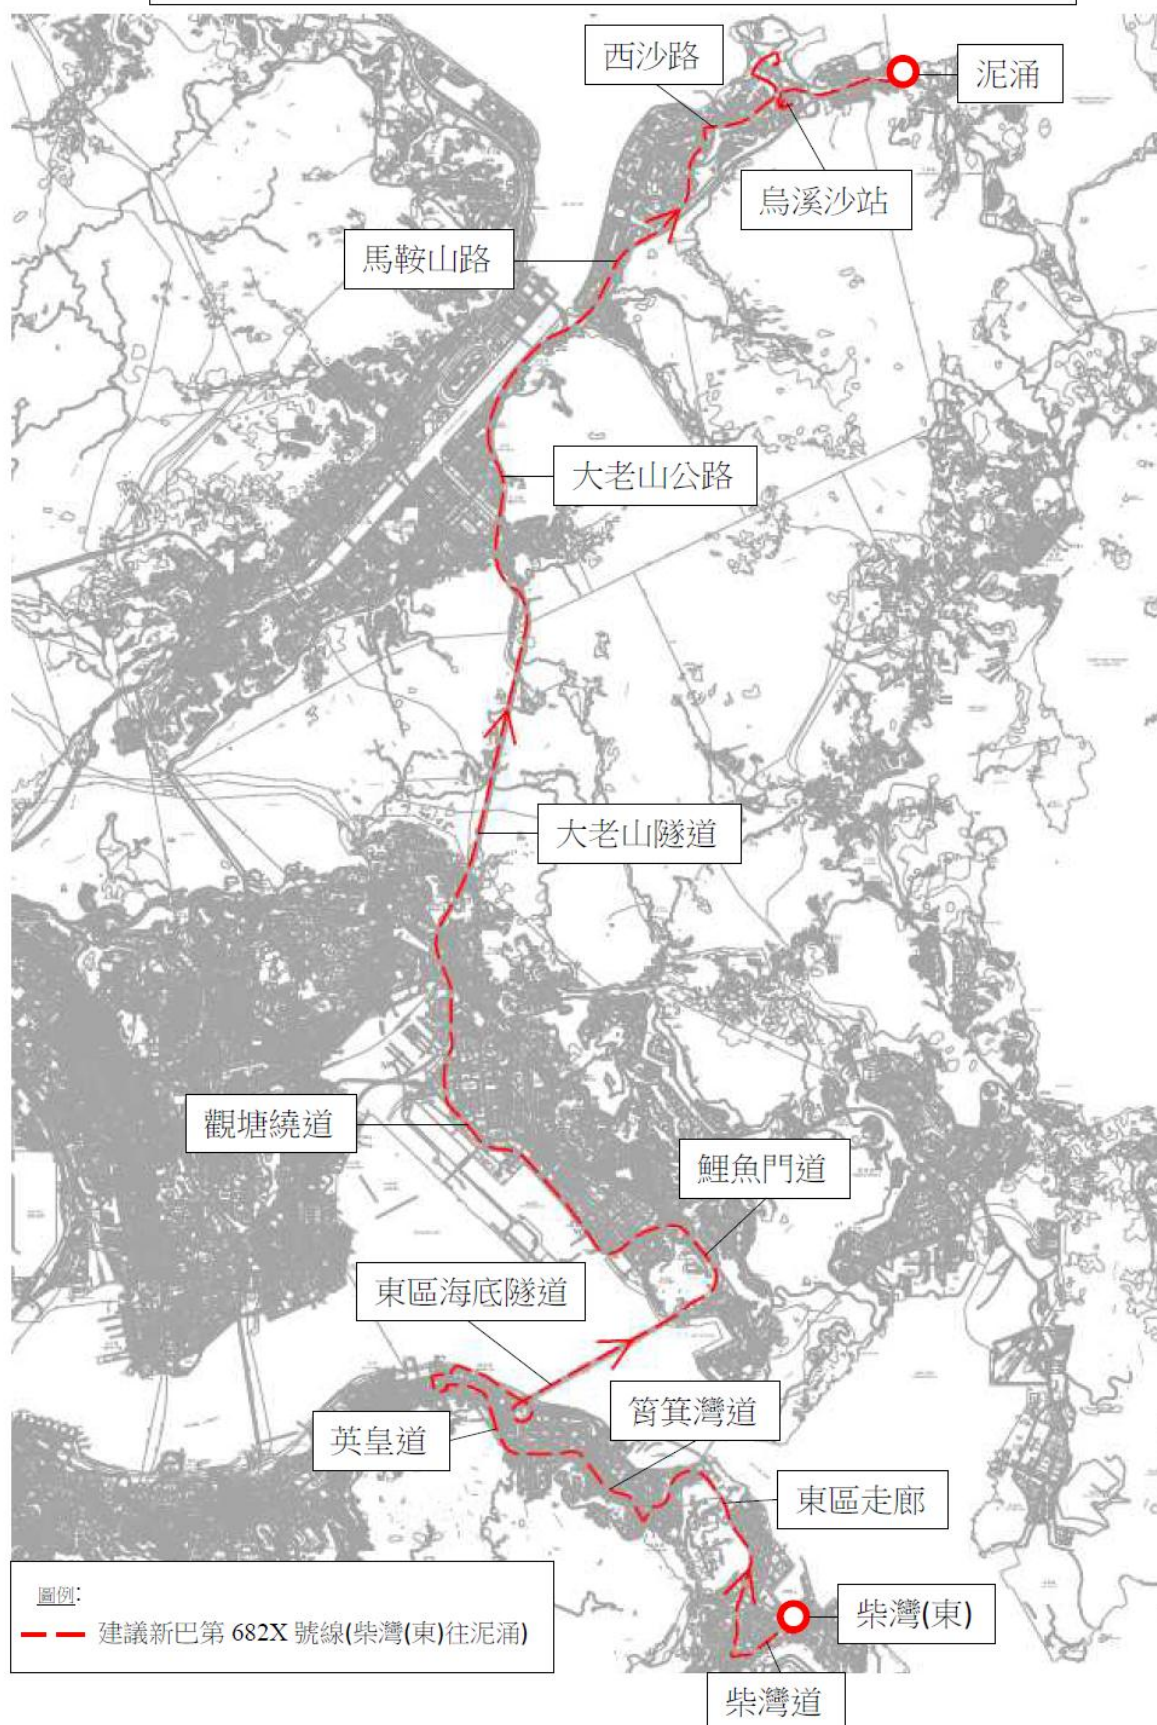 西沙路
泥涌
烏溪沙站
馬鞍山路
大老山公路
大老山隧道
觀塘繞道
鯉魚門道
東區海底隧道
筲箕灣道
英皇道
東區走廊
圖例:
建議新巴第 682X 號線(柴灣(東)往泥涌)
柴灣(東)
柴灣道